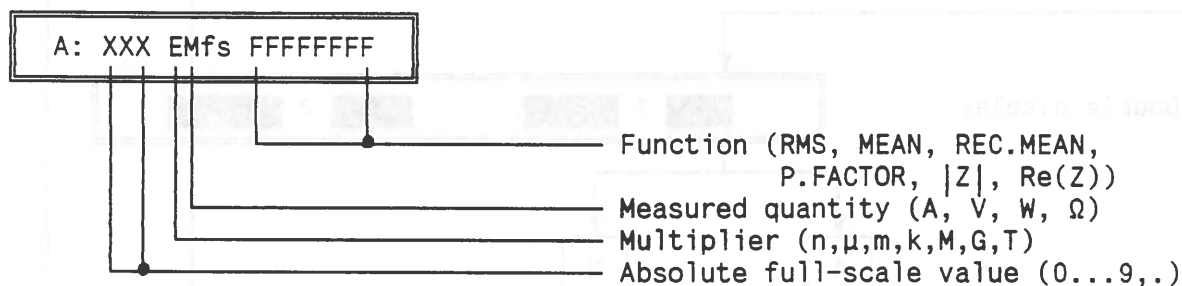 A: XXX EMfs FFFFFFFF
Function (RMS, MEAN, REC.MEAN,
P.FACTOR, |Z|, Re(Z))
Measured quantity (A, V, W, Ω)
Multiplier (n,µ,m,k,M,G,T)
Absolute full-scale value (0...9,.)